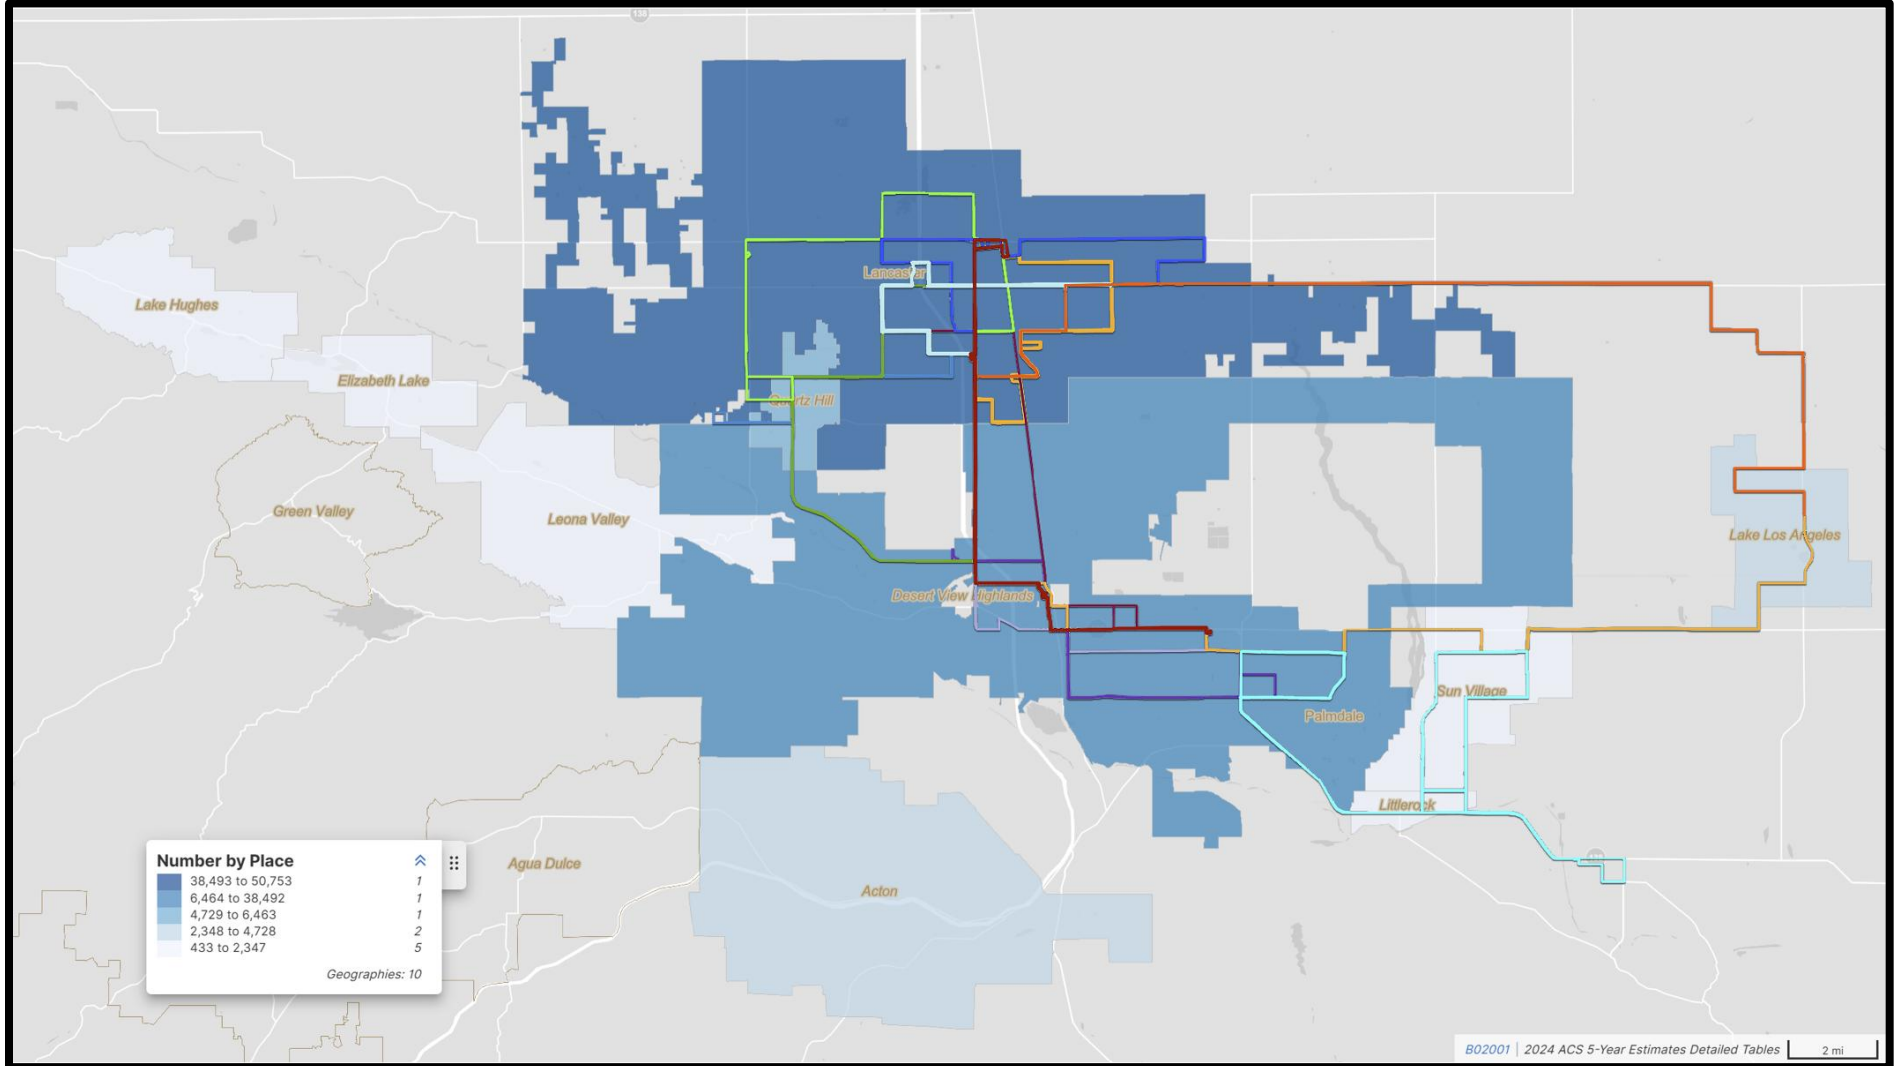 138
Lancaster
Lake Hughes
Elizabeth Lake
Quartz Hill
Green Valley
Leona Valley
Lake Los Angeles
Desert View Highlands
Sun Village
Palmdale
Littlerock
Agua Dulce
Acton
Number by Place
38,493 to 50,753 1
6,464 to 38,492 1
4,729 to 6,463 1
2,348 to 4,728 2
433 to 2,347 5
Geographies: 10
B02001 | 2024 ACS 5-Year Estimates Detailed Tables
2 mi